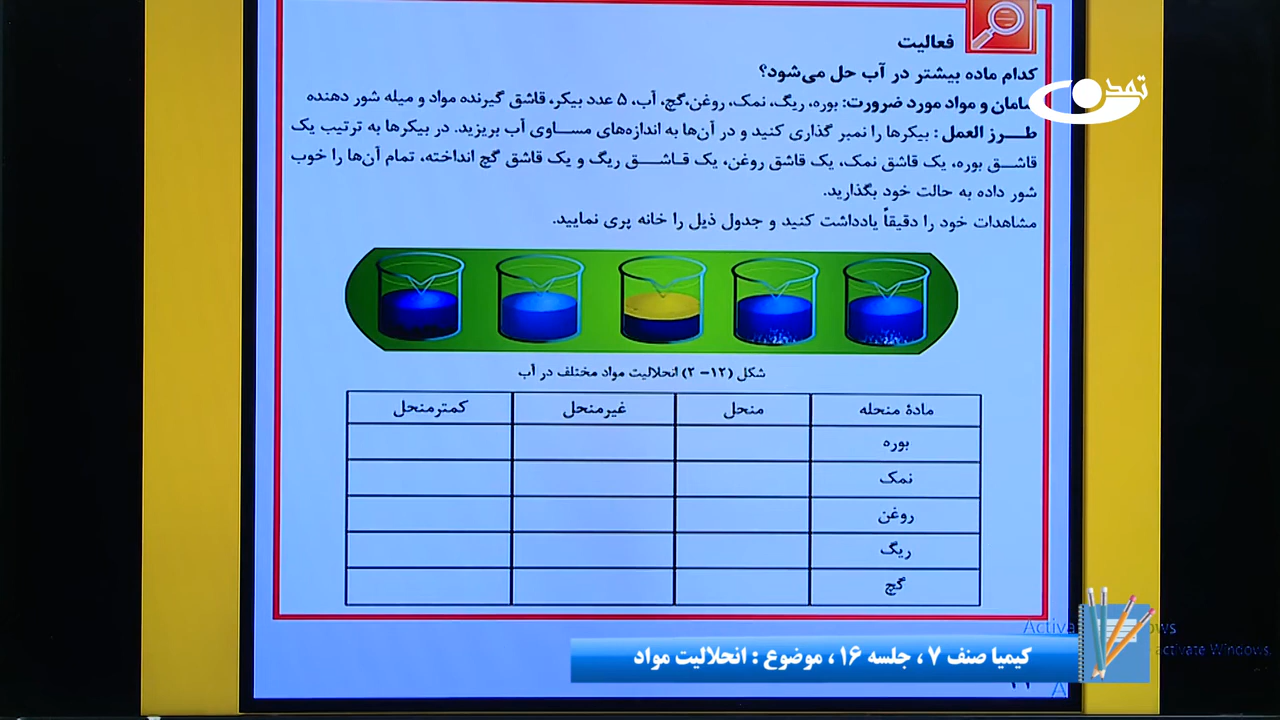 فعالیت
کدام ماده بیشتر در آب حل می‌شود؟
سامان و مواد مورد ضرورت: بوره، ریگ، نمک، روغن،گچ، آب، ۵ عدد بیکر، قاشق گیرنده مواد و میله شور دهنده
تمدن
طرز العمل : بیکرها را نمبر گذاری کنید و در آن‌ها به اندازه‌های مساوی آب بریزید. در بیکرها به ترتیب یک
قاشق بوره، یک قاشق نمک، یک قاشق روغن، یک قاشق ریگ و یک قاشق گچ انداخته، تمام آن‌ها را خوب
شور داده به حالت خود بگذارید.
مشاهدات خود را دقیقاً یادداشت کنید و جدول ذیل را خانه پری نمایید.
شکل (۱۲– ۲) انحلالیت مواد مختلف در آب
مادهٔ منحله منحل غیرمنحل کمترمنحل
بوره
نمک
روغن
ریگ
گچ
کیمیا صنف ۷ ، جلسه ۱۶ ، موضوع : انحلالیت مواد
activate Windows.